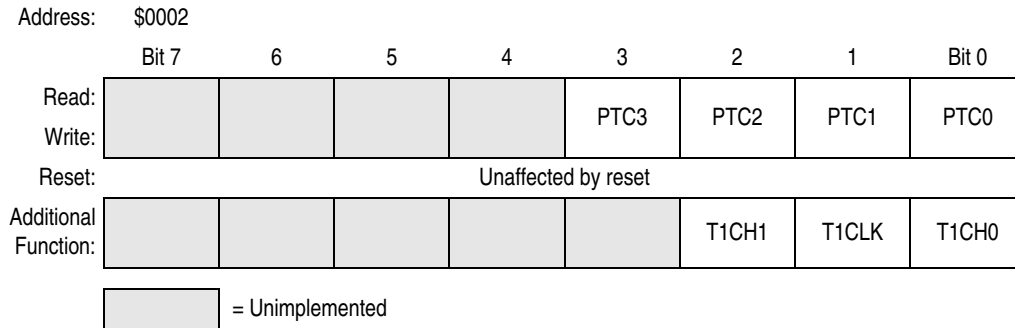 Address: $0002
Bit 7 6 5 4 3 2 1 Bit 0
Read:
PTC3 PTC2 PTC1 PTC0
Write:
Reset: Unaffected by reset
Additional
T1CH1 T1CLK T1CH0
Function:
= Unimplemented